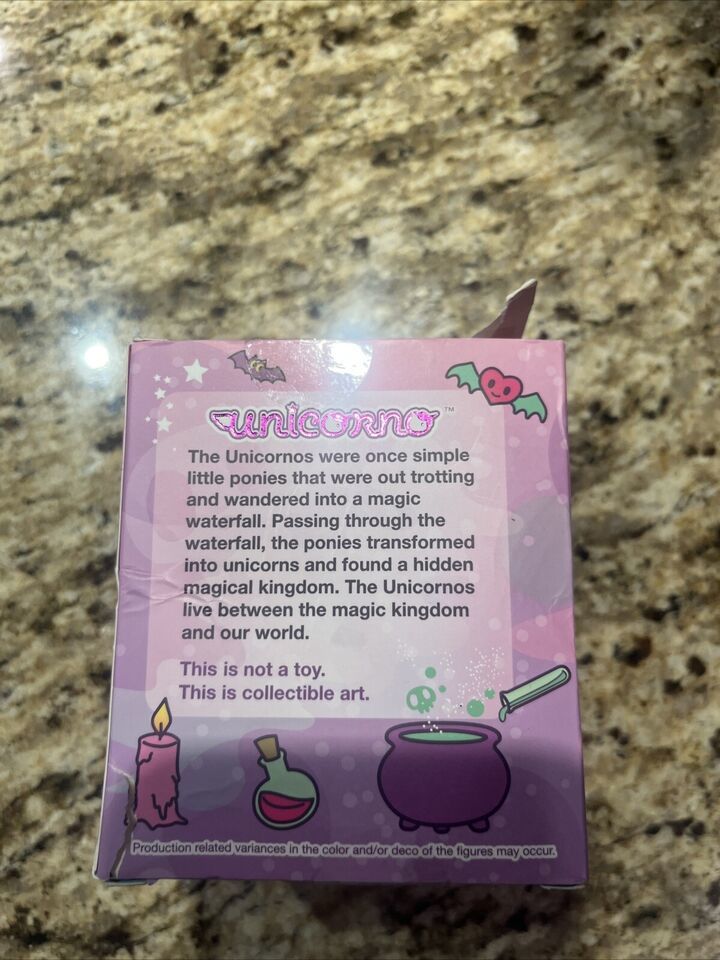 unicorno™
The Unicornos were once simple
little ponies that were out trotting
and wandered into a magic
waterfall. Passing through the
waterfall, the ponies transformed
into unicorns and found a hidden
magical kingdom. The Unicornos
live between the magic kingdom
and our world.
This is not a toy.
This is collectible art.
Production related variances in the color and/or deco of the figures may occur.